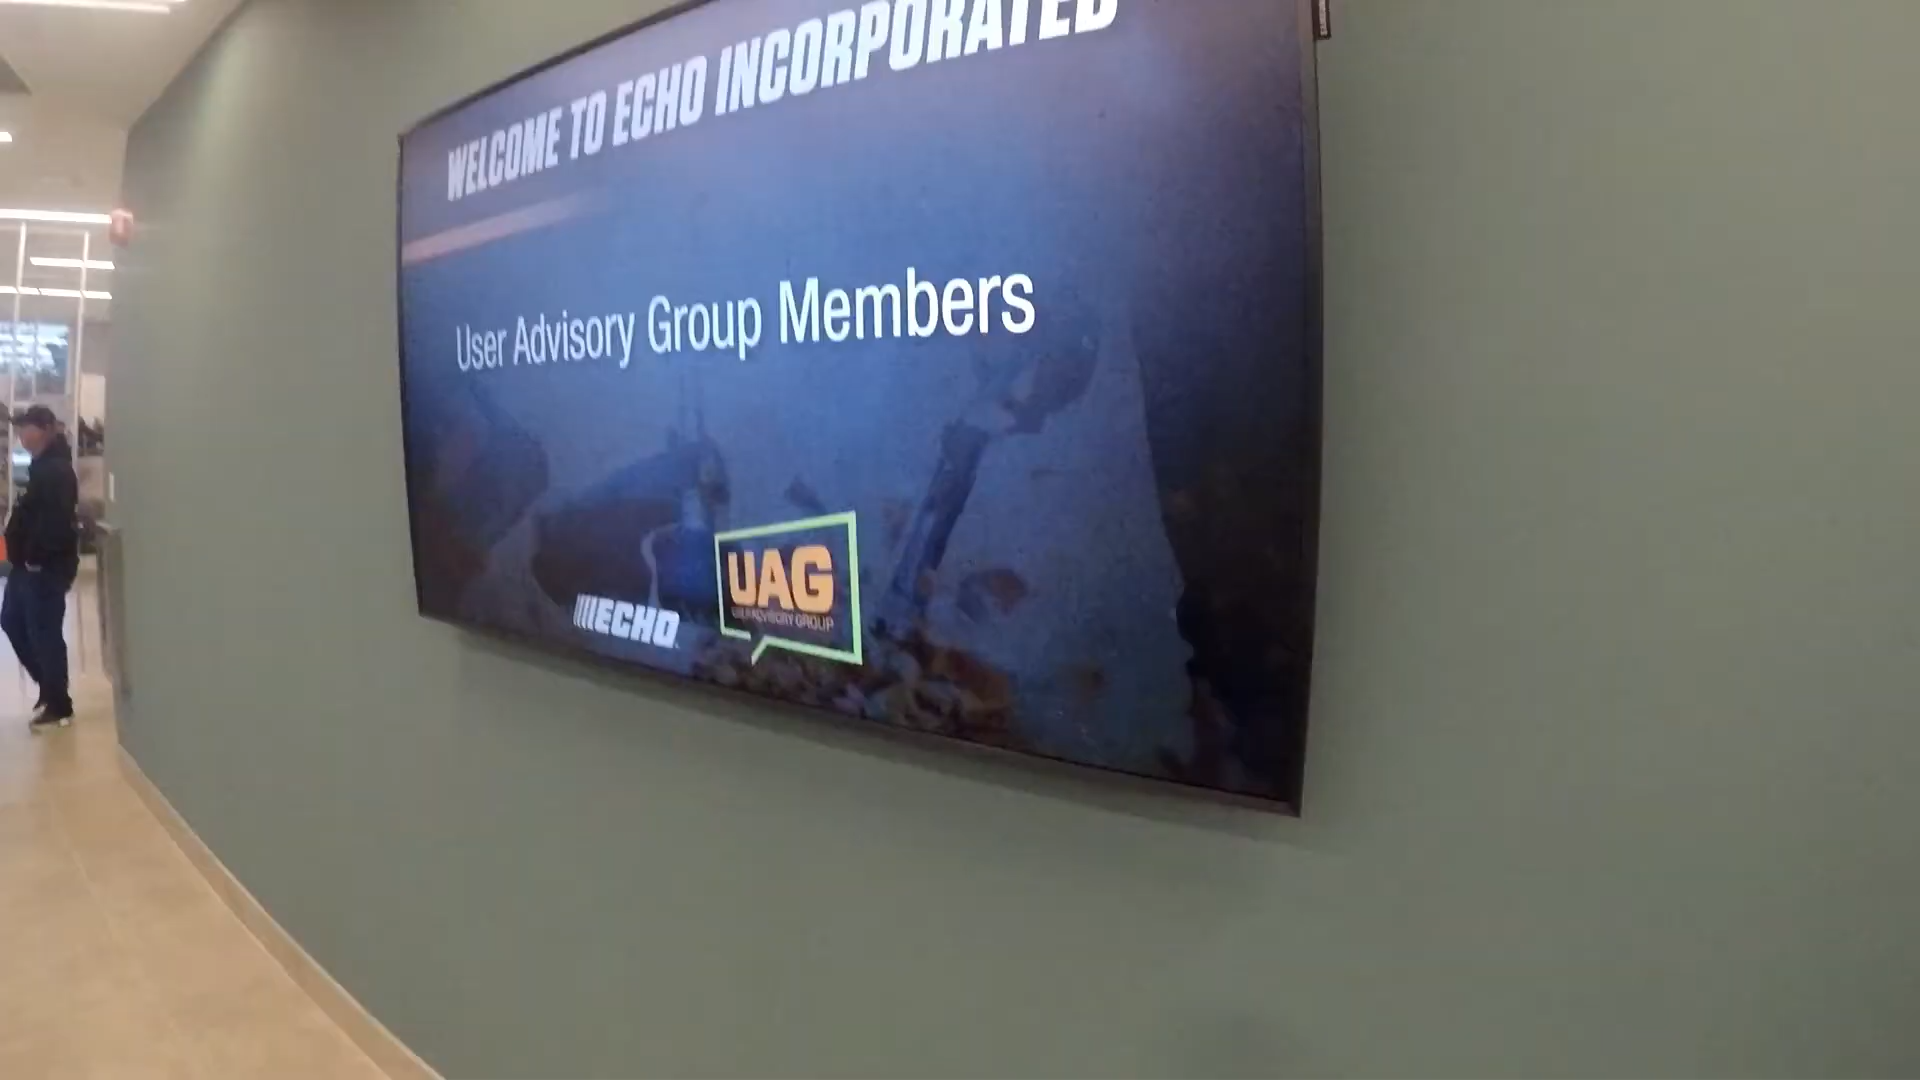 WELCOME TO ECHO INCORPORATED
User Advisory Group Members
UAG
USER ADVISORY GROUP
ECHO